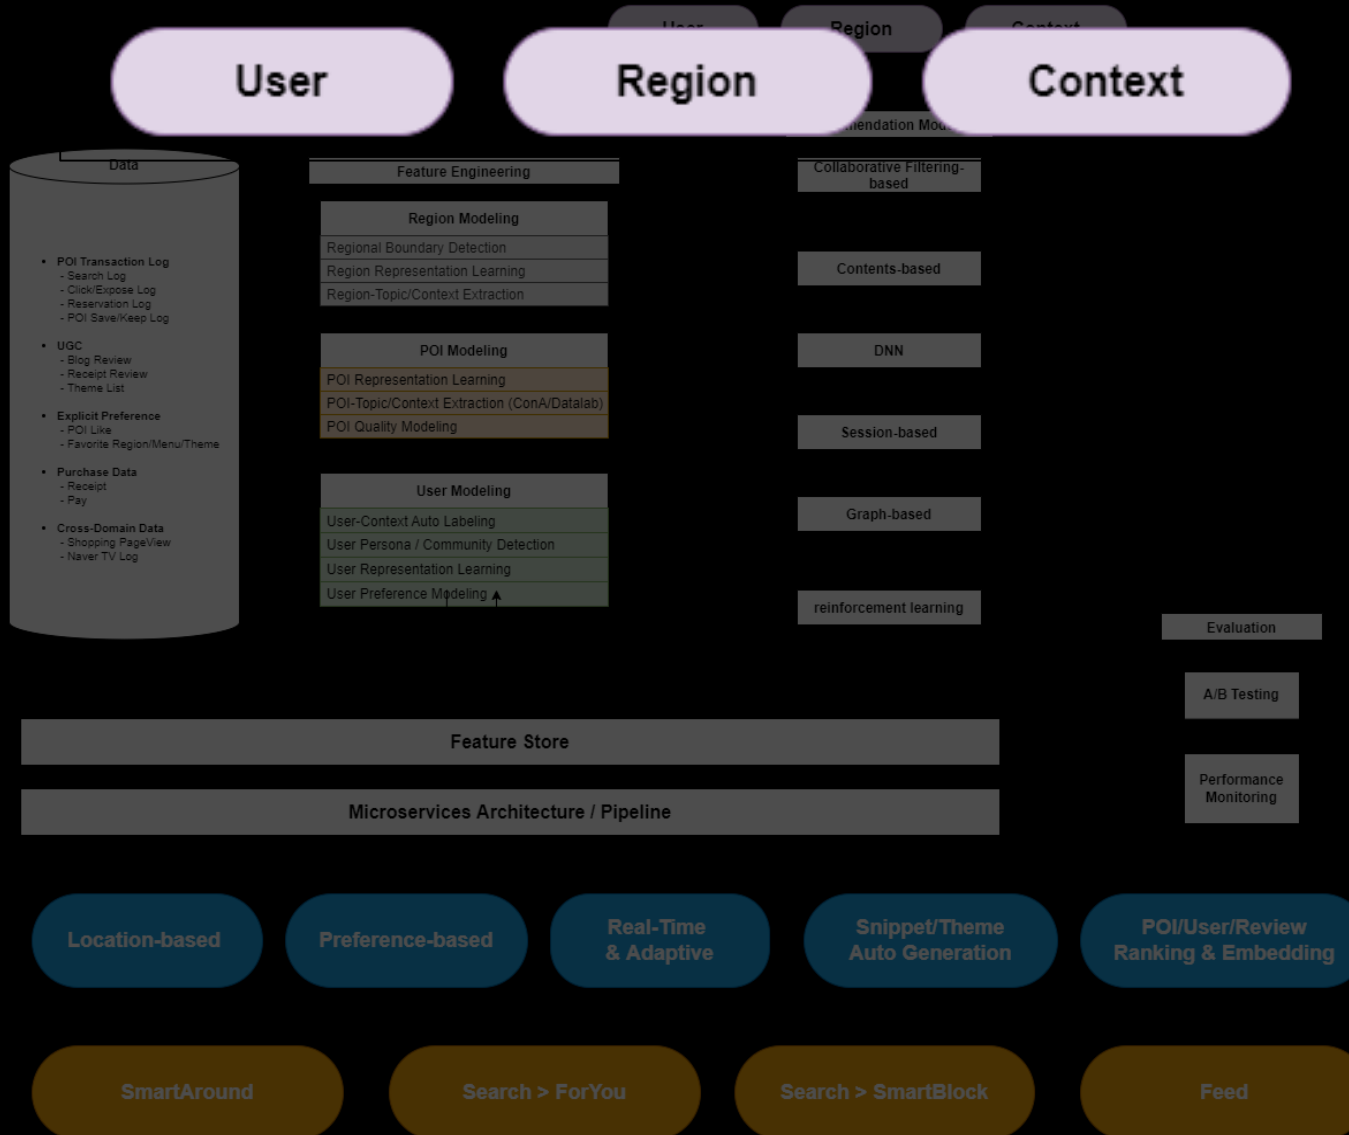 User
Region
Context
User
Region
Context
Data
POI Transaction Log
- Search Log
- Click/Expose Log
- Reservation Log
- POI Save/Keep Log
UGC
- Blog Review
- Receipt Review
- Theme List
Explicit Preference
- POI Like
- Favorite Region/Menu/Theme
Purchase Data
- Receipt
- Pay
Cross-Domain Data
- Shopping PageView
- Naver TV Log
Feature Engineering
Region Modeling
Regional Boundary Detection
Region Representation Learning
Region-Topic/Context Extraction
POI Modeling
POI Representation Learning
POI-Topic/Context Extraction (ConA/Datalab)
POI Quality Modeling
User Modeling
User-Context Auto Labeling
User Persona / Community Detection
User Representation Learning
User Preference Modeling
Collaborative Filtering-
based
Contents-based
DNN
Session-based
Graph-based
reinforcement learning
Evaluation
A/B Testing
Performance
Monitoring
Feature Store
Microservices Architecture / Pipeline
Location-based
Preference-based
Real-Time
& Adaptive
Snippet/Theme
Auto Generation
POI/User/Review
Ranking & Embedding
SmartAround
Search > ForYou
Search > SmartBlock
Feed